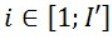 i ∈ [1; I′]